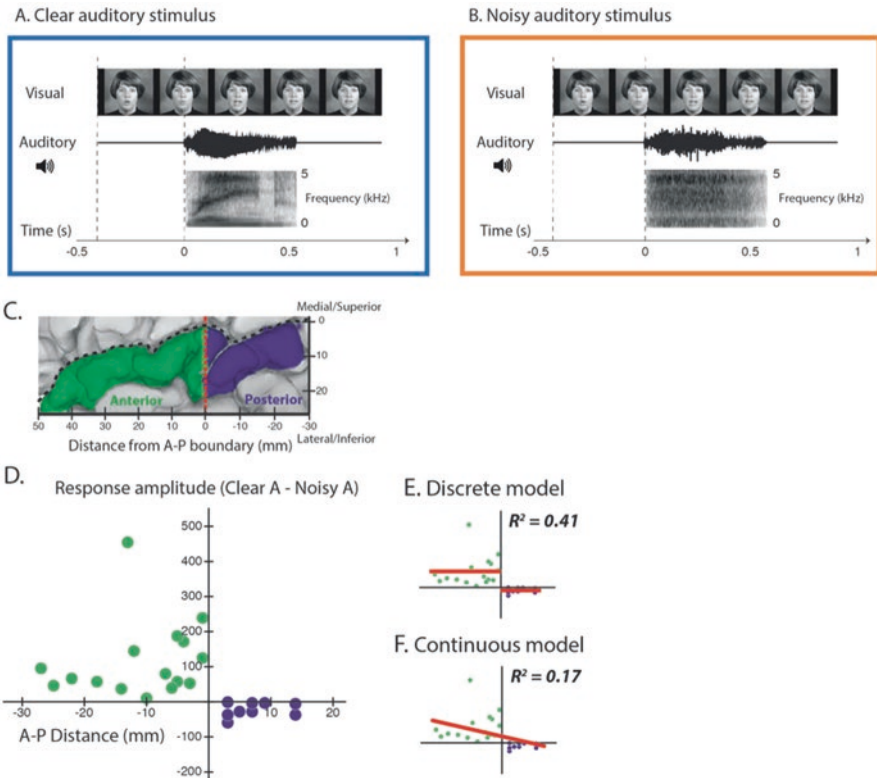 A. Clear auditory stimulus
Visual
Auditory
5
Frequency (kHz)
0
Time (s)
-0.5
0
0.5
1
B. Noisy auditory stimulus
Visual
Auditory
5
Frequency (kHz)
0
Time (s)
-0.5
0
0.5
1
C.
Medial/Superior
0
10
20
Anterior
Posterior
50 40 30 20 10 0 -10 -20 -30
Distance from A-P boundary (mm)
Lateral/Inferior
D.
Response amplitude (Clear A - Noisy A)
500
400
300
200
100
0
-100
-200
-30 -20 -10 10 20
A-P Distance (mm)
E. Discrete model
R² = 0.41
F. Continuous model
R² = 0.17